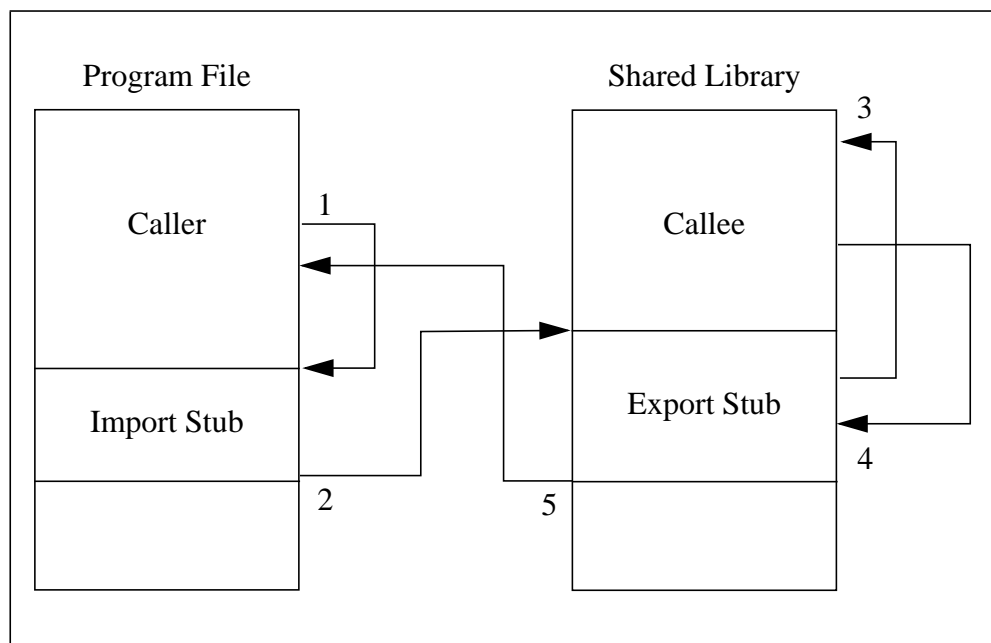 Program File
Shared Library
3
1
Caller
Callee
Import Stub
Export Stub
4
2
5